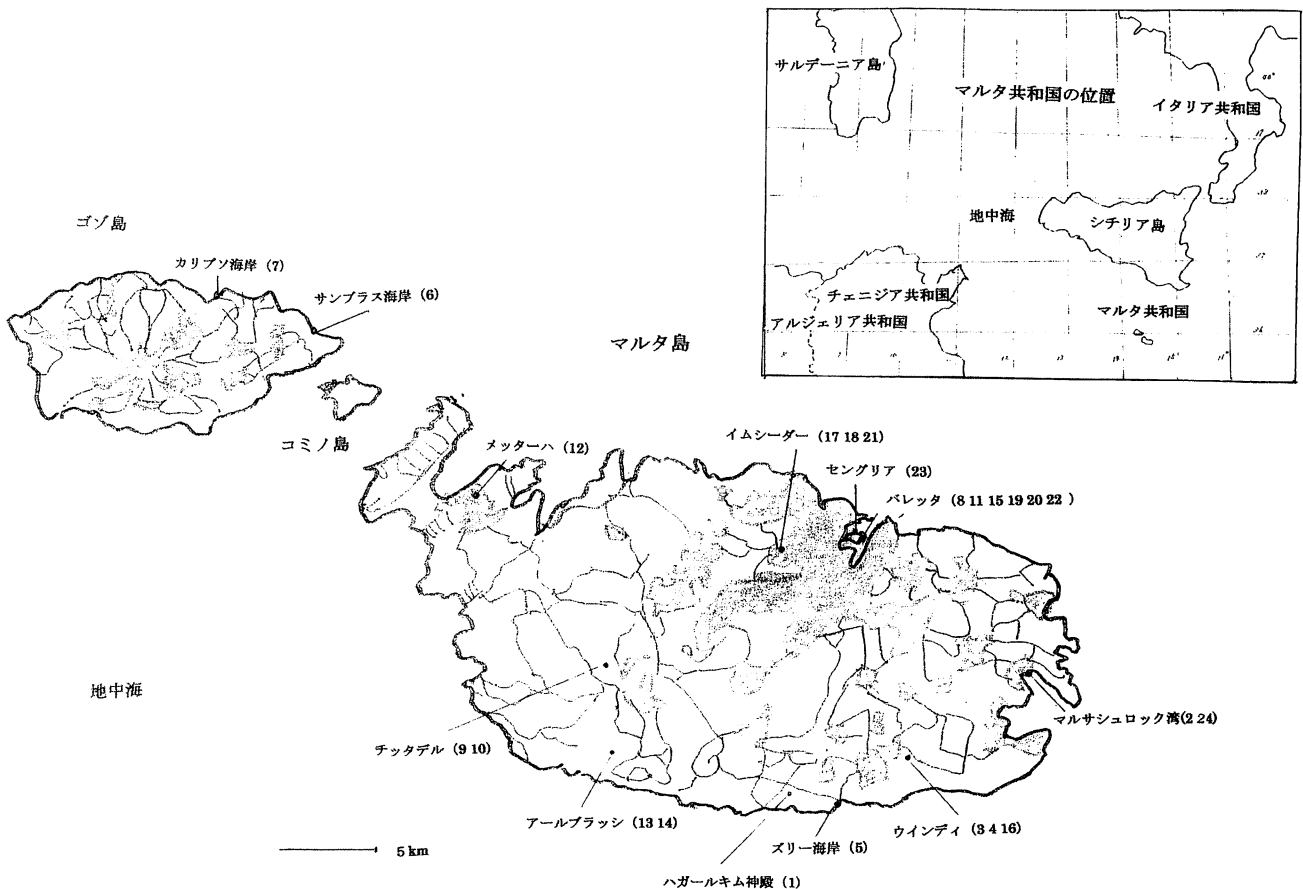 サルデーニア島
マルタ共和国の位置
イタリア共和国
地中海
シチリア島
チェニジア共和国
アルジェリア共和国
マルタ共和国
ゴゾ島
カリプソ海岸 (7)
サンブラス海岸 (6)
マルタ島
コミノ島
メッターハ (12)
イムシーダー (17 18 21)
セングリア (23)
バレッタ (8 11 15 19 20 22 )
地中海
マルサシュロック湾(2 24)
チッタデル (9 10)
アールブラッシ (13 14)
ウインディ (3 4 16)
ズリー海岸 (5)
5 km
ハガールキム神殿 (1)